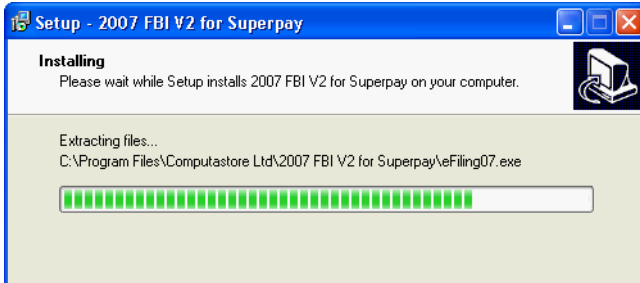 Setup - 2007 FBI V2 for Superpay
Installing
Please wait while Setup installs 2007 FBI V2 for Superpay on your computer.
Extracting files...
C:\Program Files\Computastore Ltd\2007 FBI V2 for Superpay\eFiling07.exe